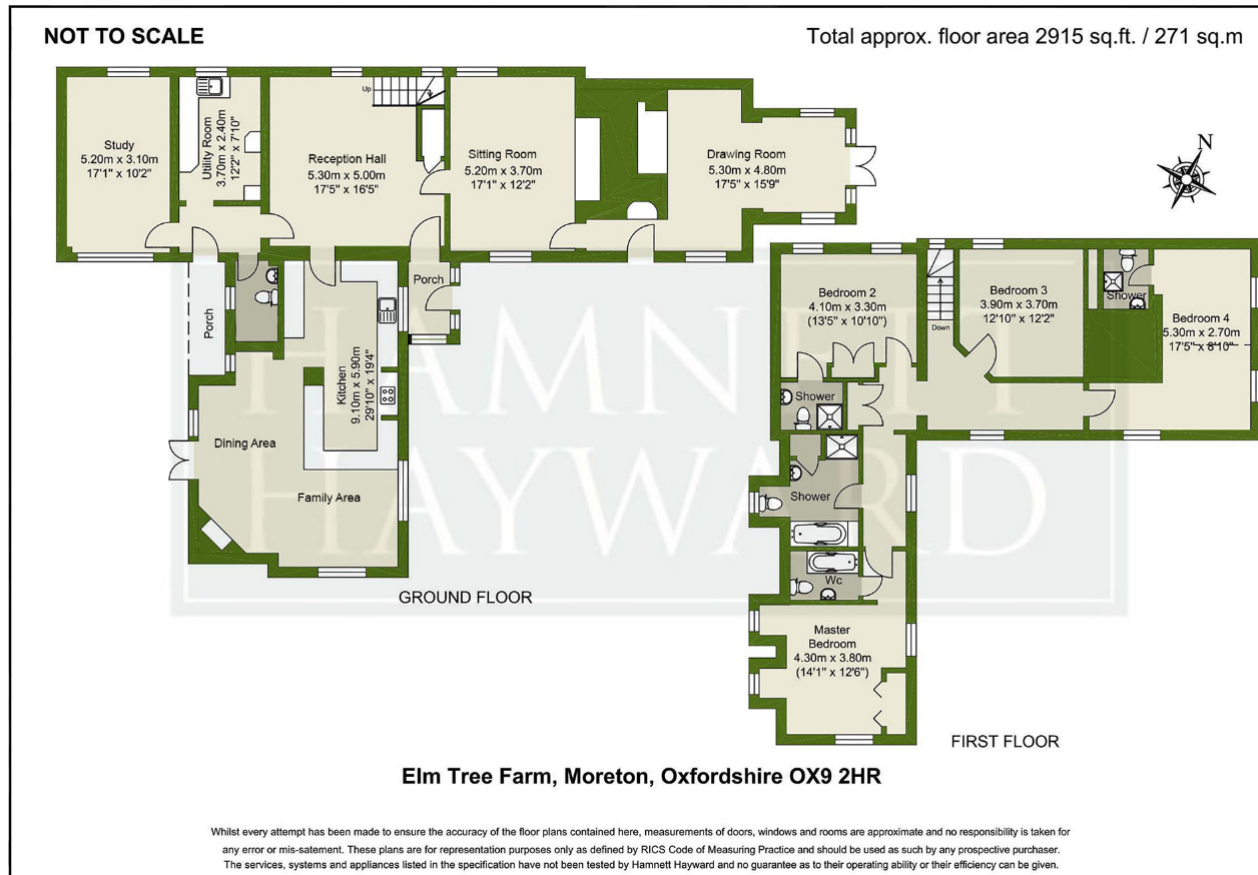 NOT TO SCALE
Total approx. floor area 2915 sq.ft. / 271 sq.m
N
Study
5.20m x 3.10m
17'1" x 10'2"
Utility Room
3.70m x 2.40m
12'2" x 7'10"
Up
Reception Hall
5.30m x 5.00m
17'5" x 16'5"
Sitting Room
5.20m x 3.70m
17'1" x 12'2"
Drawing Room
5.30m x 4.80m
17'5" x 15'9"
Porch
Porch
Kitchen
9.10m x 5.90m
29'10" x 19'4"
Dining Area
Family Area
GROUND FLOOR
Bedroom 2
4.10m x 3.30m
(13'5" x 10'10")
Down
Bedroom 3
3.90m x 3.70m
12'10" x 12'2"
Shower
Bedroom 4
5.30m x 2.70m
17'5" x 8'10"
Shower
Shower
Wc
Master
Bedroom
4.30m x 3.80m
(14'1" x 12'6")
FIRST FLOOR
HAMNETT
HAYWARD
Elm Tree Farm, Moreton, Oxfordshire OX9 2HR
Whilst every attempt has been made to ensure the accuracy of the floor plans contained here, measurements of doors, windows and rooms are approximate and no responsibility is taken for
any error or mis-satement. These plans are for representation purposes only as defined by RICS Code of Measuring Practice and should be used as such by any prospective purchaser.
The services, systems and appliances listed in the specification have not been tested by Hamnett Hayward and no guarantee as to their operating ability or their efficiency can be given.